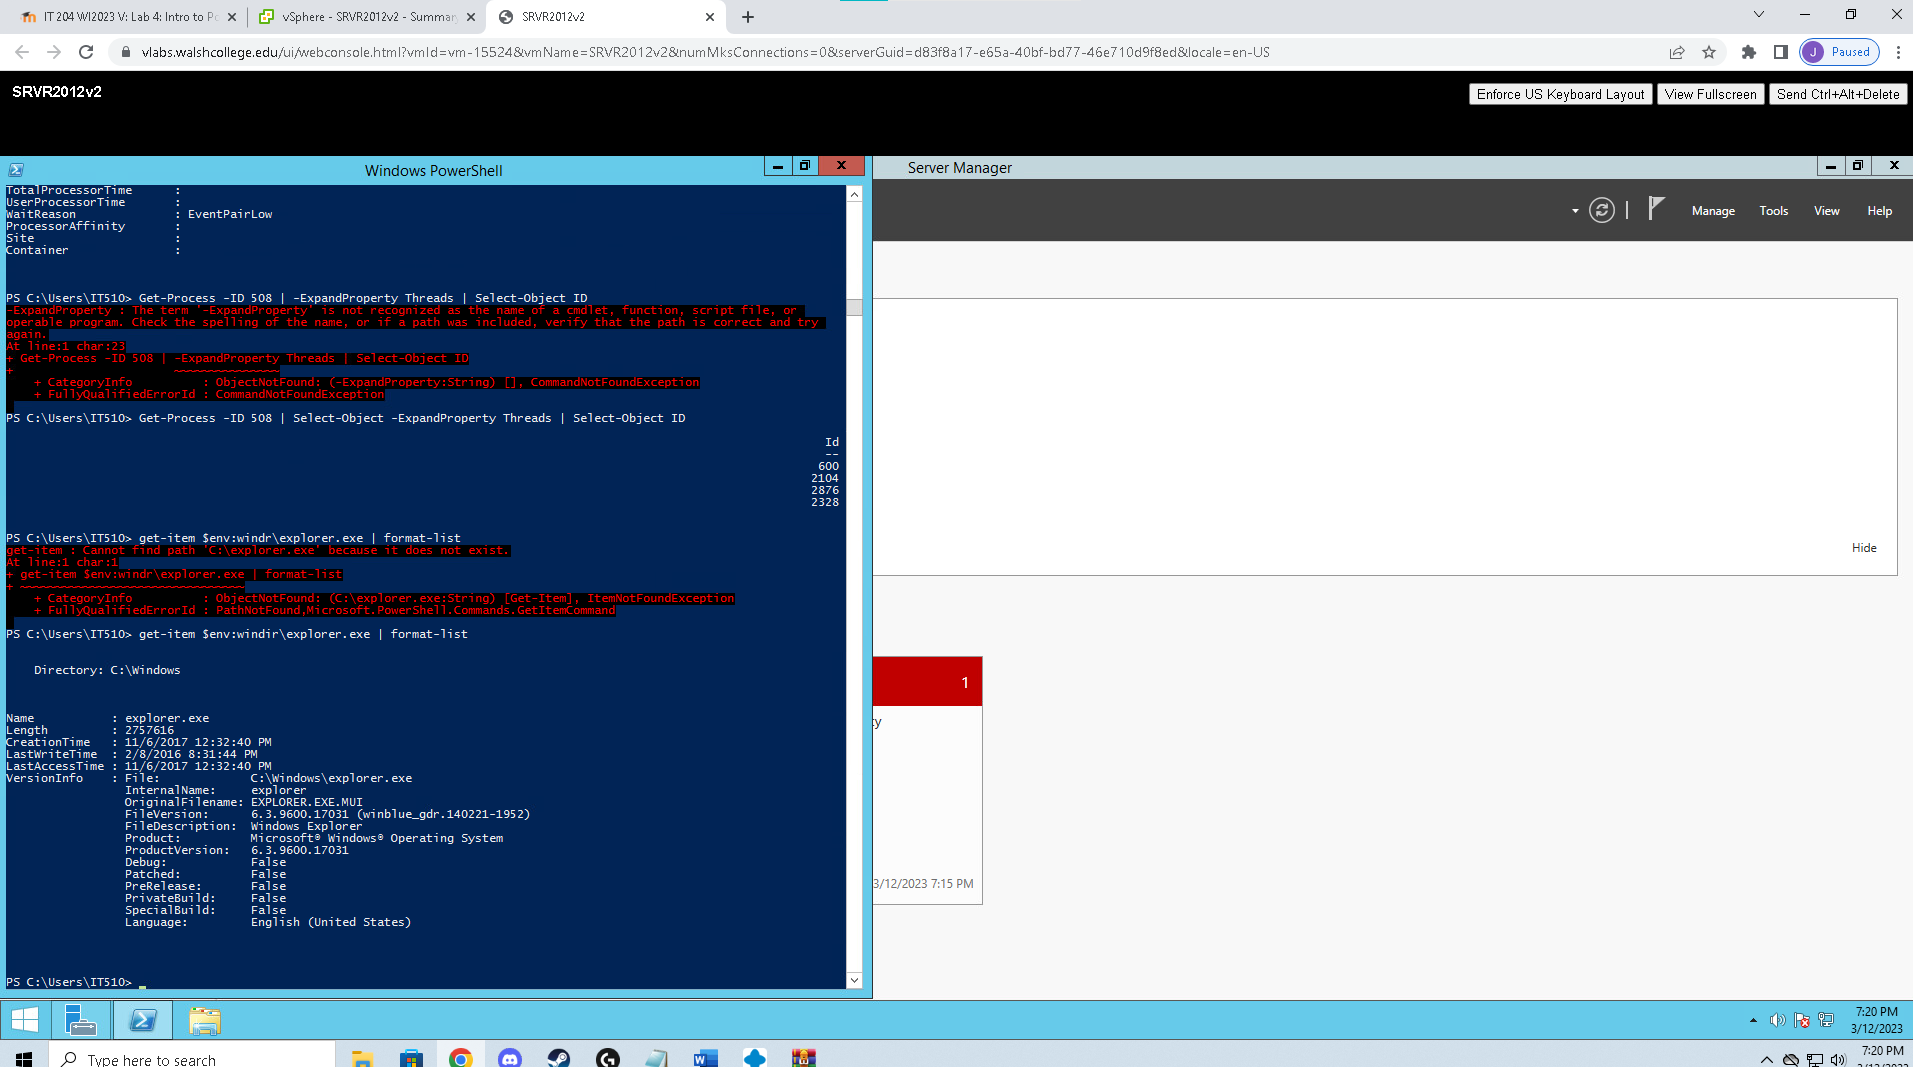 IT 204 WI2023 V: Lab 4: Intro to Po
vSphere - SRVR2012v2 - Summary
SRVR2012v2
vlabs.walshcollege.edu/ui/webconsole.html?vmId=vm-15524&vmName=SRVR2012v2&numMksConnections=0&serverGuid=d83f8a17-e65a-40bf-bd77-46e710d9f8ed&locale=en-US
J Paused
SRVR2012v2
Enforce US Keyboard Layout
View Fullscreen
Send Ctrl+Alt+Delete
Windows PowerShell
TotalProcessorTime :
UserProcessorTime :
WaitReason : EventPairLow
ProcessorAffinity :
Site :
Container :
PS C:\Users\IT510> Get-Process -ID 508 | -ExpandProperty Threads | Select-Object ID
-ExpandProperty : The term '-ExpandProperty' is not recognized as the name of a cmdlet, function, script file, or
operable program. Check the spelling of the name, or if a path was included, verify that the path is correct and try
again.
At line:1 char:23
+ Get-Process -ID 508 | -ExpandProperty Threads | Select-Object ID
+ ~~~~~~~~~~~~~~~
+ CategoryInfo : ObjectNotFound: (-ExpandProperty:String) [], CommandNotFoundException
+ FullyQualifiedErrorId : CommandNotFoundException
PS C:\Users\IT510> Get-Process -ID 508 | Select-Object -ExpandProperty Threads | Select-Object ID
Id
--
600
2104
2876
2328
PS C:\Users\IT510> get-item $env:windr\explorer.exe | format-list
get-item : Cannot find path 'C:\explorer.exe' because it does not exist.
At line:1 char:1
+ get-item $env:windr\explorer.exe | format-list
+ ~~~~~~~~~~~~~~~~~~~~~~~~~~~~~~~~
+ CategoryInfo : ObjectNotFound: (C:\explorer.exe:String) [Get-Item], ItemNotFoundException
+ FullyQualifiedErrorId : PathNotFound,Microsoft.PowerShell.Commands.GetItemCommand
PS C:\Users\IT510> get-item $env:windir\explorer.exe | format-list
Directory: C:\Windows
Name : explorer.exe
Length : 2757616
CreationTime : 11/6/2017 12:32:40 PM
LastWriteTime : 2/8/2016 8:31:44 PM
LastAccessTime : 11/6/2017 12:32:40 PM
VersionInfo : File: C:\Windows\explorer.exe
InternalName: explorer
OriginalFilename: EXPLORER.EXE.MUI
FileVersion: 6.3.9600.17031 (winblue_gdr.140221-1952)
FileDescription: Windows Explorer
Product: Microsoft® Windows® Operating System
ProductVersion: 6.3.9600.17031
Debug: False
Patched: False
PreRelease: False
PrivateBuild: False
SpecialBuild: False
Language: English (United States)
PS C:\Users\IT510> _
Server Manager
Manage
Tools
View
Help
Hide
1
ty
3/12/2023 7:15 PM
7:20 PM
3/12/2023
Type here to search
7:20 PM